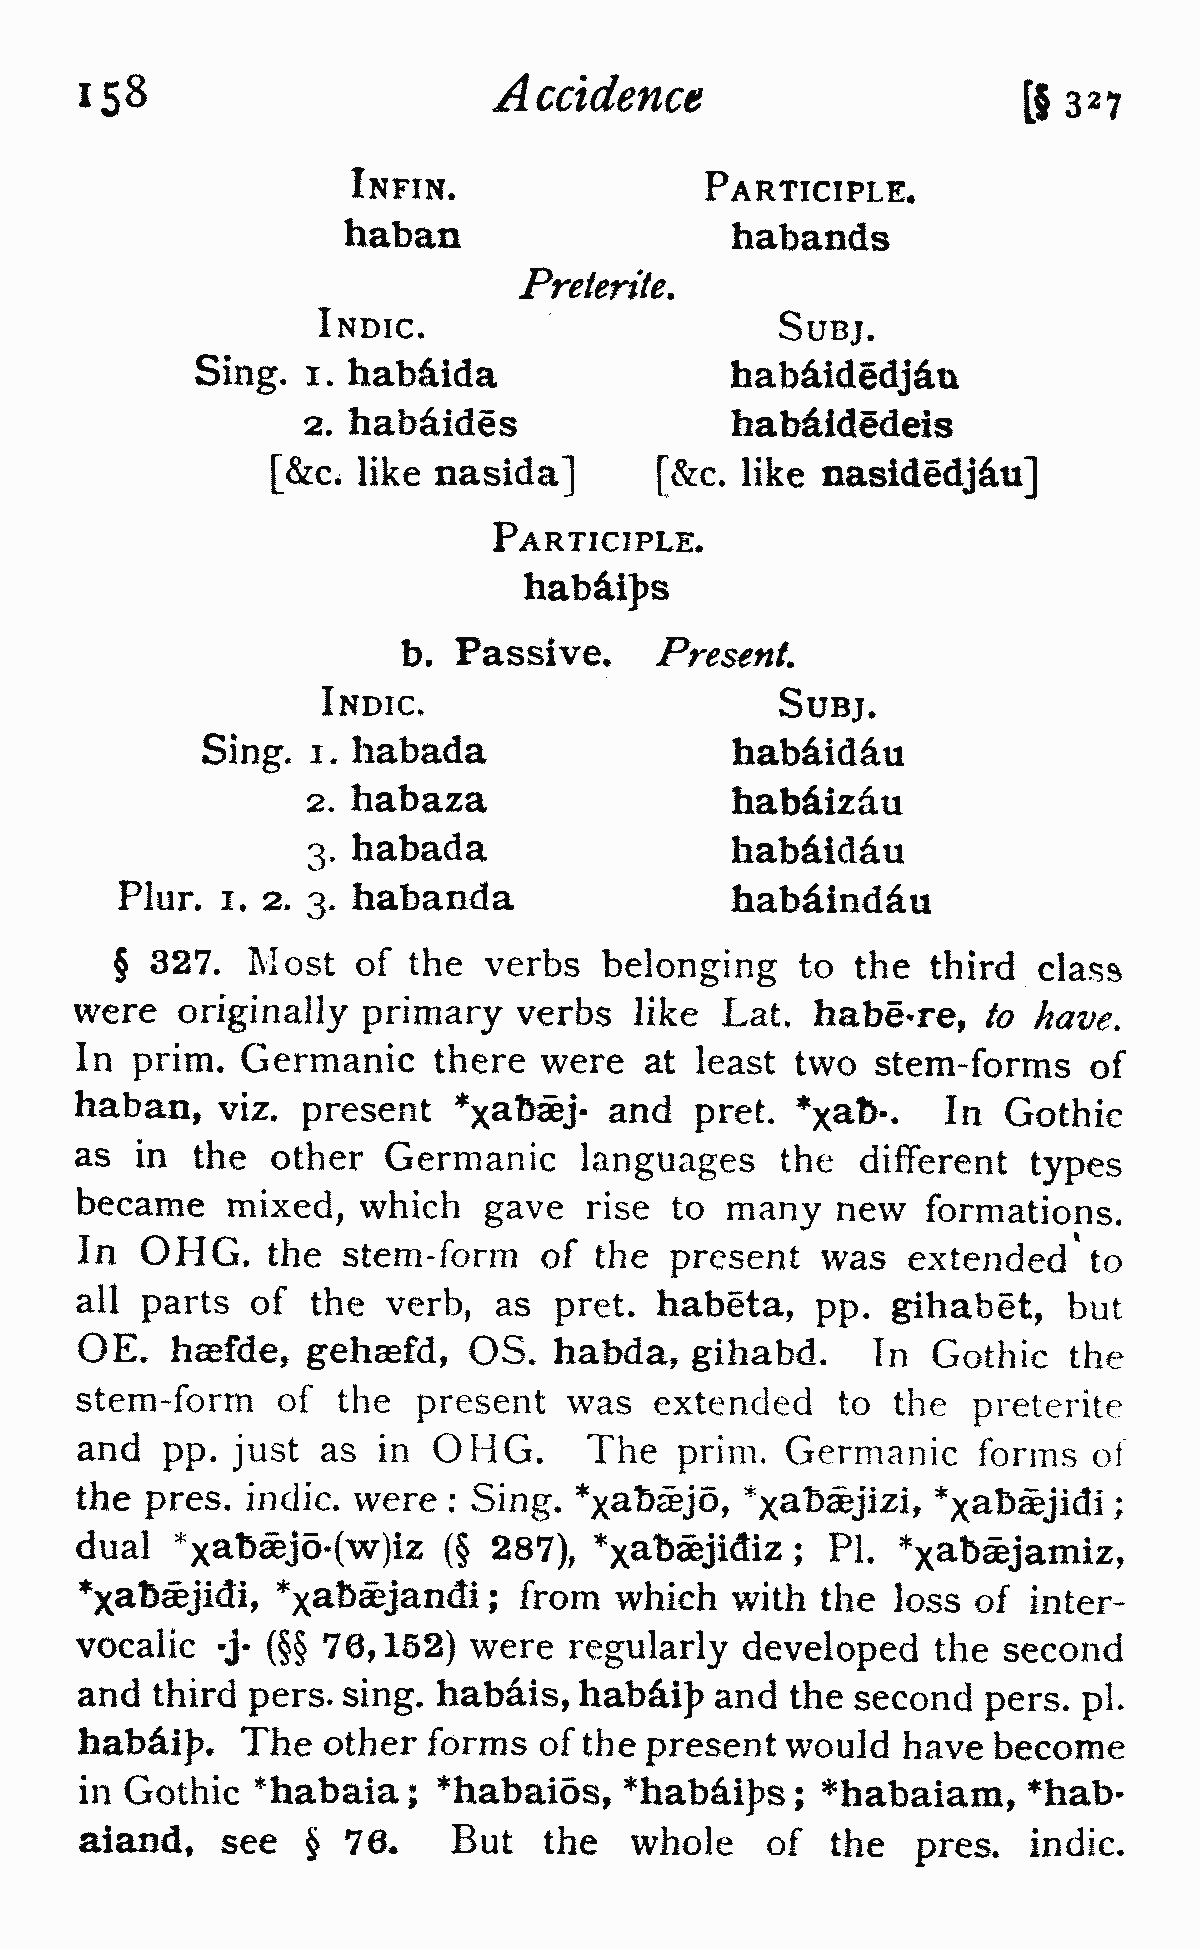 158 Accidence [§ 327
Infin. Participle.
haban habands
Preterite.
Indic. Subj.
Sing. 1. habáida habáidēdjáu
2. habáidēs habáidēdeis
[&c. like nasida] [&c. like nasidēdjáu]
Participle.
habáiþs
b. Passive. Present.
Indic. Subj.
Sing. 1. habada habáidáu
2. habaza habáizáu
3. habada habáidáu
Plur. 1. 2. 3. habanda habáindáu
§ 327. Most of the verbs belonging to the third class
were originally primary verbs like Lat. habē-re, to have.
In prim. Germanic there were at least two stem-forms of
haban, viz. present *χaƀǣj- and pret. *χaƀ-. In Gothic
as in the other Germanic languages the different types
became mixed, which gave rise to many new formations.
In OHG. the stem-form of the present was extended to
all parts of the verb, as pret. habēta, pp. gihabēt, but
OE. hæfde, gehæfd, OS. habda, gihabd. In Gothic the
stem-form of the present was extended to the preterite
and pp. just as in OHG. The prim. Germanic forms of
the pres. indic. were : Sing. *χaƀǣjō, *χaƀǣjizi, *χaƀǣjiđi ;
dual *χaƀǣjō-(w)iz (§ 287), *χaƀǣjiđiz ; Pl. *χaƀǣjamiz,
*χaƀǣjiđi, *χaƀǣjanđi ; from which with the loss of inter-
vocalic -j- (§§ 76, 152) were regularly developed the second
and third pers. sing. habáis, habáiþ and the second pers. pl.
habáiþ. The other forms of the present would have become
in Gothic *habaia ; *habaiōs, *habáiþs ; *habaiam, *hab-
aiand, see § 76. But the whole of the pres. indic.